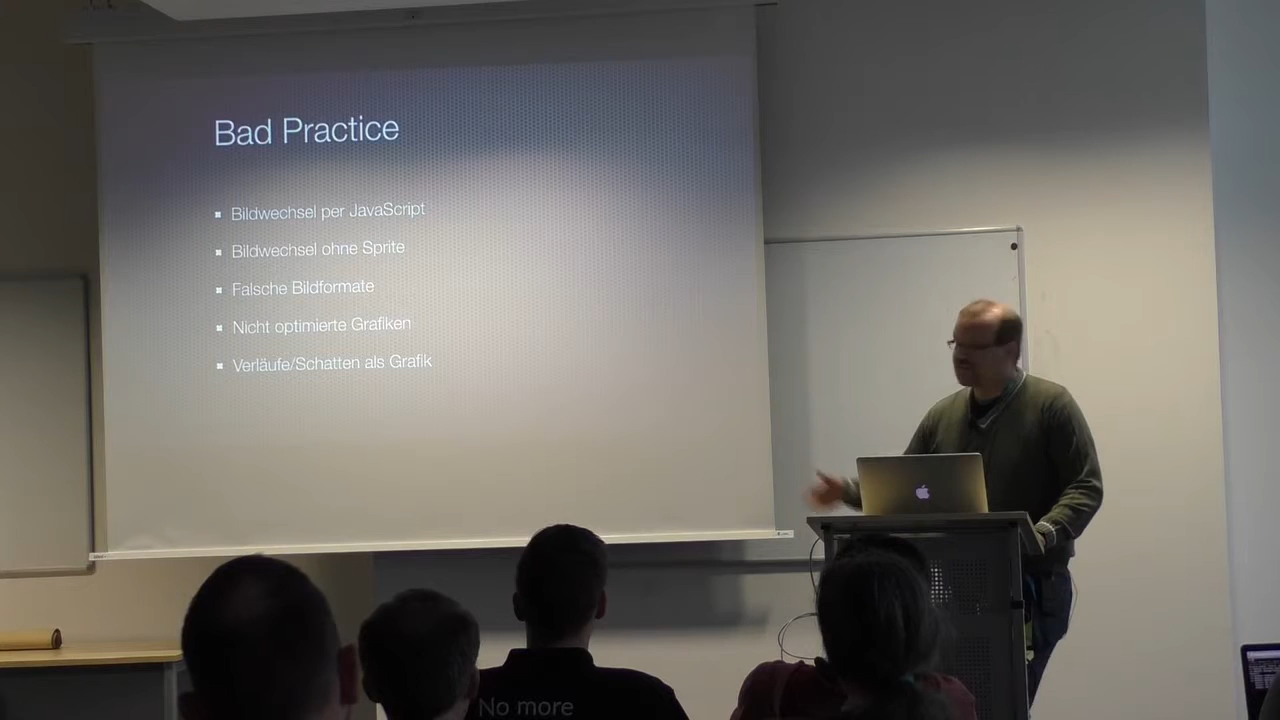 Bad Practice
Bildwechsel per JavaScript
Bildwechsel ohne Sprite
Falsche Bildformate
Nicht optimierte Grafiken
Verläufe/Schatten als Grafik
No more